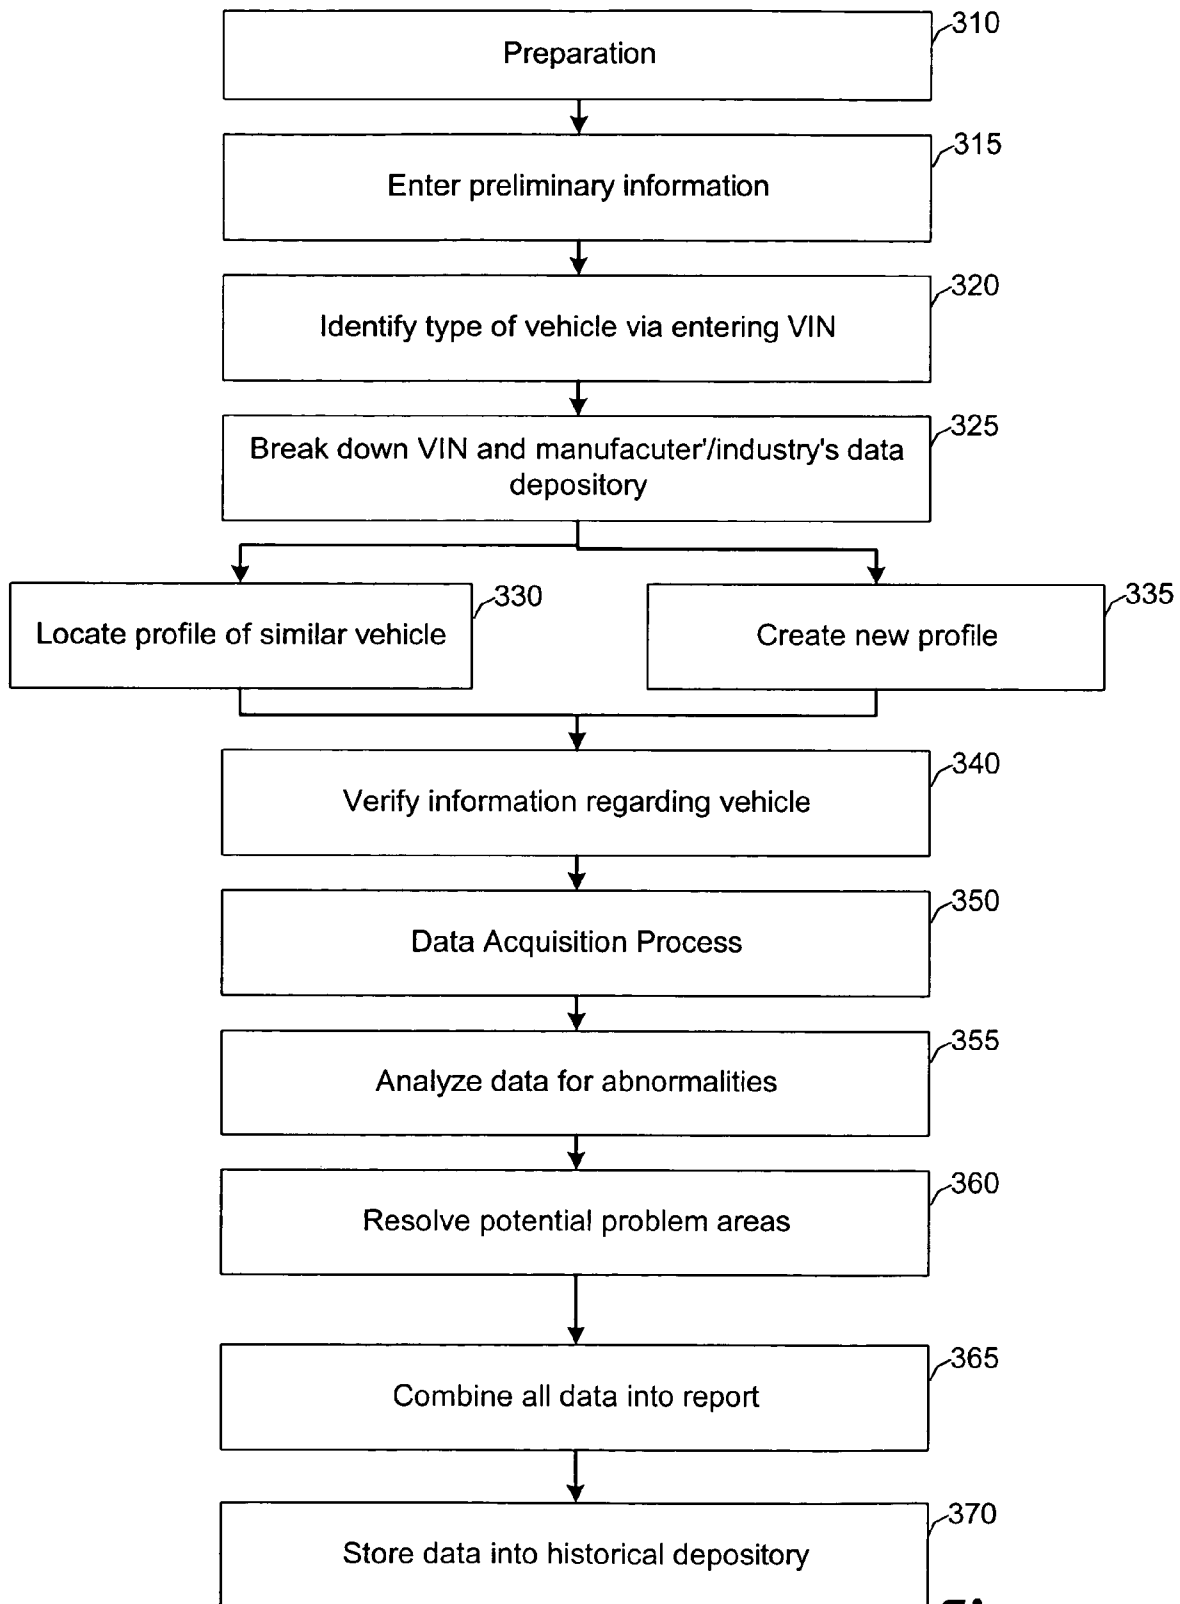 310
Preparation
315
Enter preliminary information
320
Identify type of vehicle via entering VIN
325
Break down VIN and manufacuter'/industry's data
depository
330
Locate profile of similar vehicle
335
Create new profile
340
Verify information regarding vehicle
350
Data Acquisition Process
355
Analyze data for abnormalities
360
Resolve potential problem areas
365
Combine all data into report
370
Store data into historical depository